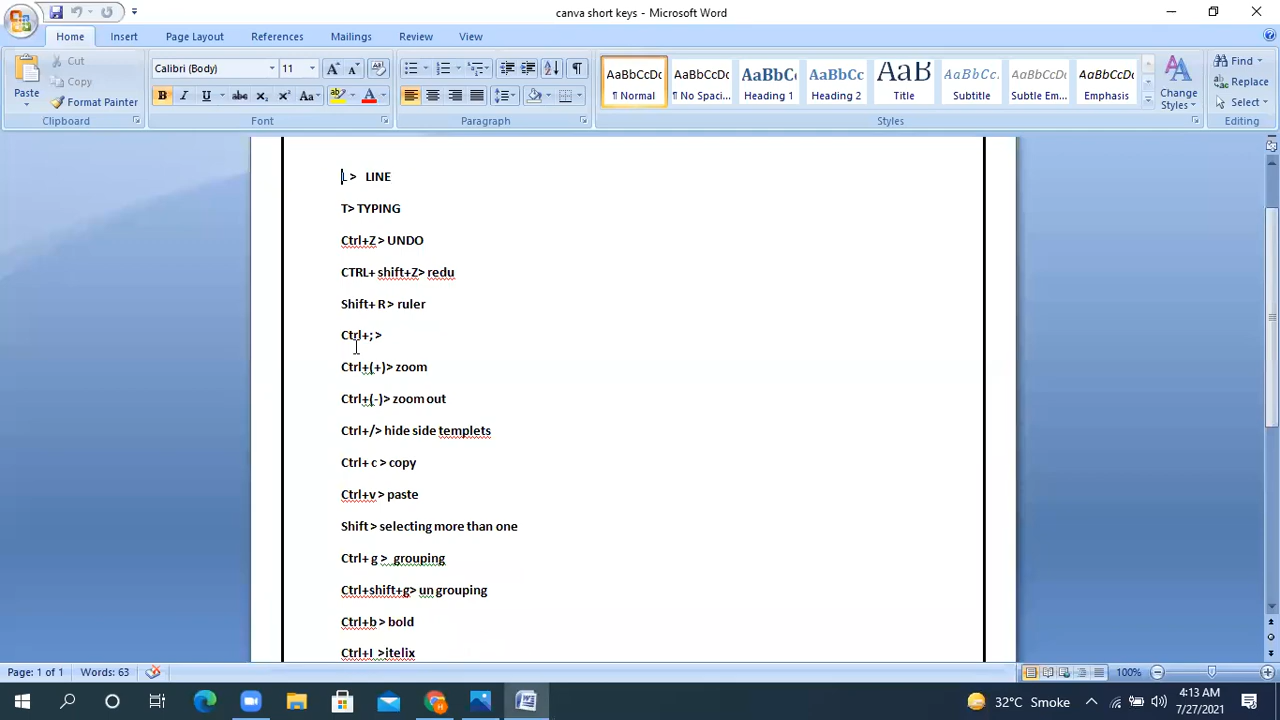 canva short keys - Microsoft Word
Home Insert Page Layout References Mailings Review View
Paste
Cut
Copy
Format Painter
Clipboard
Calibri (Body) 11
Font
Paragraph
AaBbCcDc AaBbCcDc AaBbC AaBbCc AaB AaBbCc. AaBbCcDc AaBbCcDc
¶ Normal ¶ No Spaci... Heading 1 Heading 2 Title Subtitle Subtle Em... Emphasis
Styles
Change Styles
Find
Replace
Select
Editing
L > LINE
T> TYPING
Ctrl+Z > UNDO
CTRL+ shift+Z> redu
Shift+ R > ruler
Ctrl+; >
Ctrl+(+)> zoom
Ctrl+(-)> zoom out
Ctrl+/> hide side templets
Ctrl+ c > copy
Ctrl+v > paste
Shift > selecting more than one
Ctrl+ g > grouping
Ctrl+shift+g> un grouping
Ctrl+b > bold
Ctrl+I >itelix
Page: 1 of 1 Words: 63 100%
32°C Smoke 4:13 AM
7/27/2021